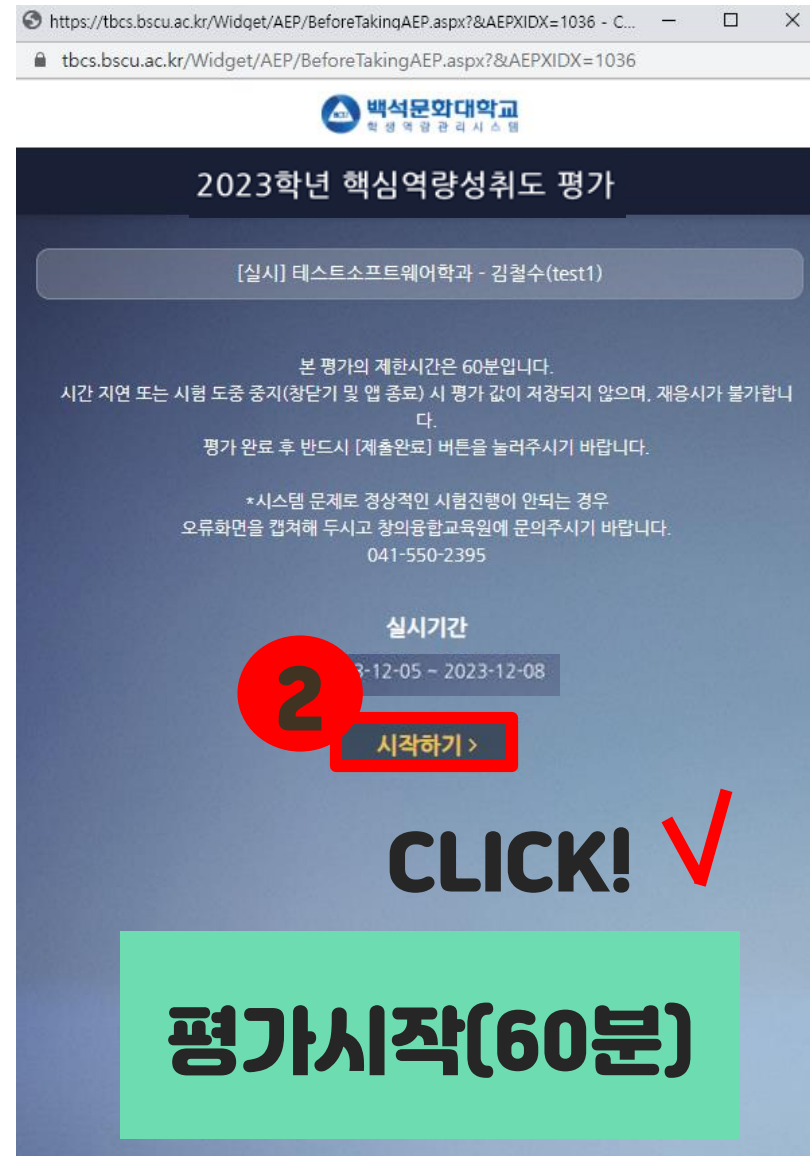 https://tbcs.bscu.ac.kr/Widget/AEP/BeforeTakingAEP.aspx?&AEPXIDX=1036 - C...
tbcs.bscu.ac.kr/Widget/AEP/BeforeTakingAEP.aspx?&AEPXIDX=1036
백석문화대학교
학생역량관리시스템
2023학년 핵심역량성취도 평가
[실시] 테스트소프트웨어학과 - 김철수(test1)
본 평가의 제한시간은 60분입니다.
시간 지연 또는 시험 도중 중지(창닫기 및 앱 종료) 시 평가 값이 저장되지 않으며, 재응시가 불가합니
다.
평가 완료 후 반드시 [제출완료] 버튼을 눌러주시기 바랍니다.
*시스템 문제로 정상적인 시험진행이 안되는 경우
오류화면을 캡쳐해 두시고 창의융합교육원에 문의주시기 바랍니다.
041-550-2395
실시기간
3-12-05 ~ 2023-12-08
2
시작하기 >
CLICK! √
평가시작(60분)